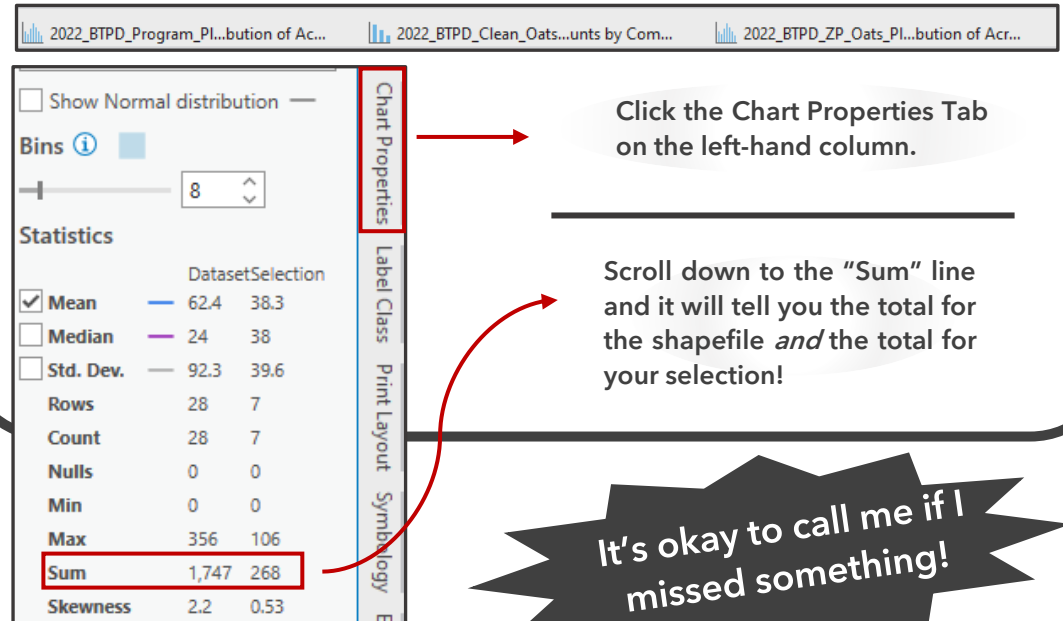 2022_BTPD_Program_Pl...bution of Ac...
2022_BTPD_Clean_Oats...unts by Com...
2022_BTPD_ZP_Oats_Pl...bution of Acr...
Show Normal distribution
Bins
8
Statistics
Dataset Selection
Mean 62.4 38.3
Median 24 38
Std. Dev. 92.3 39.6
Rows 28 7
Count 28 7
Nulls 0 0
Min 0 0
Max 356 106
Sum 1,747 268
Skewness 2.2 0.53
Chart Properties
Label Class
Print Layout
Symbology
Click the Chart Properties Tab
on the left-hand column.
Scroll down to the “Sum” line
and it will tell you the total for
the shapefile and the total for
your selection!
It’s okay to call me if I
missed something!